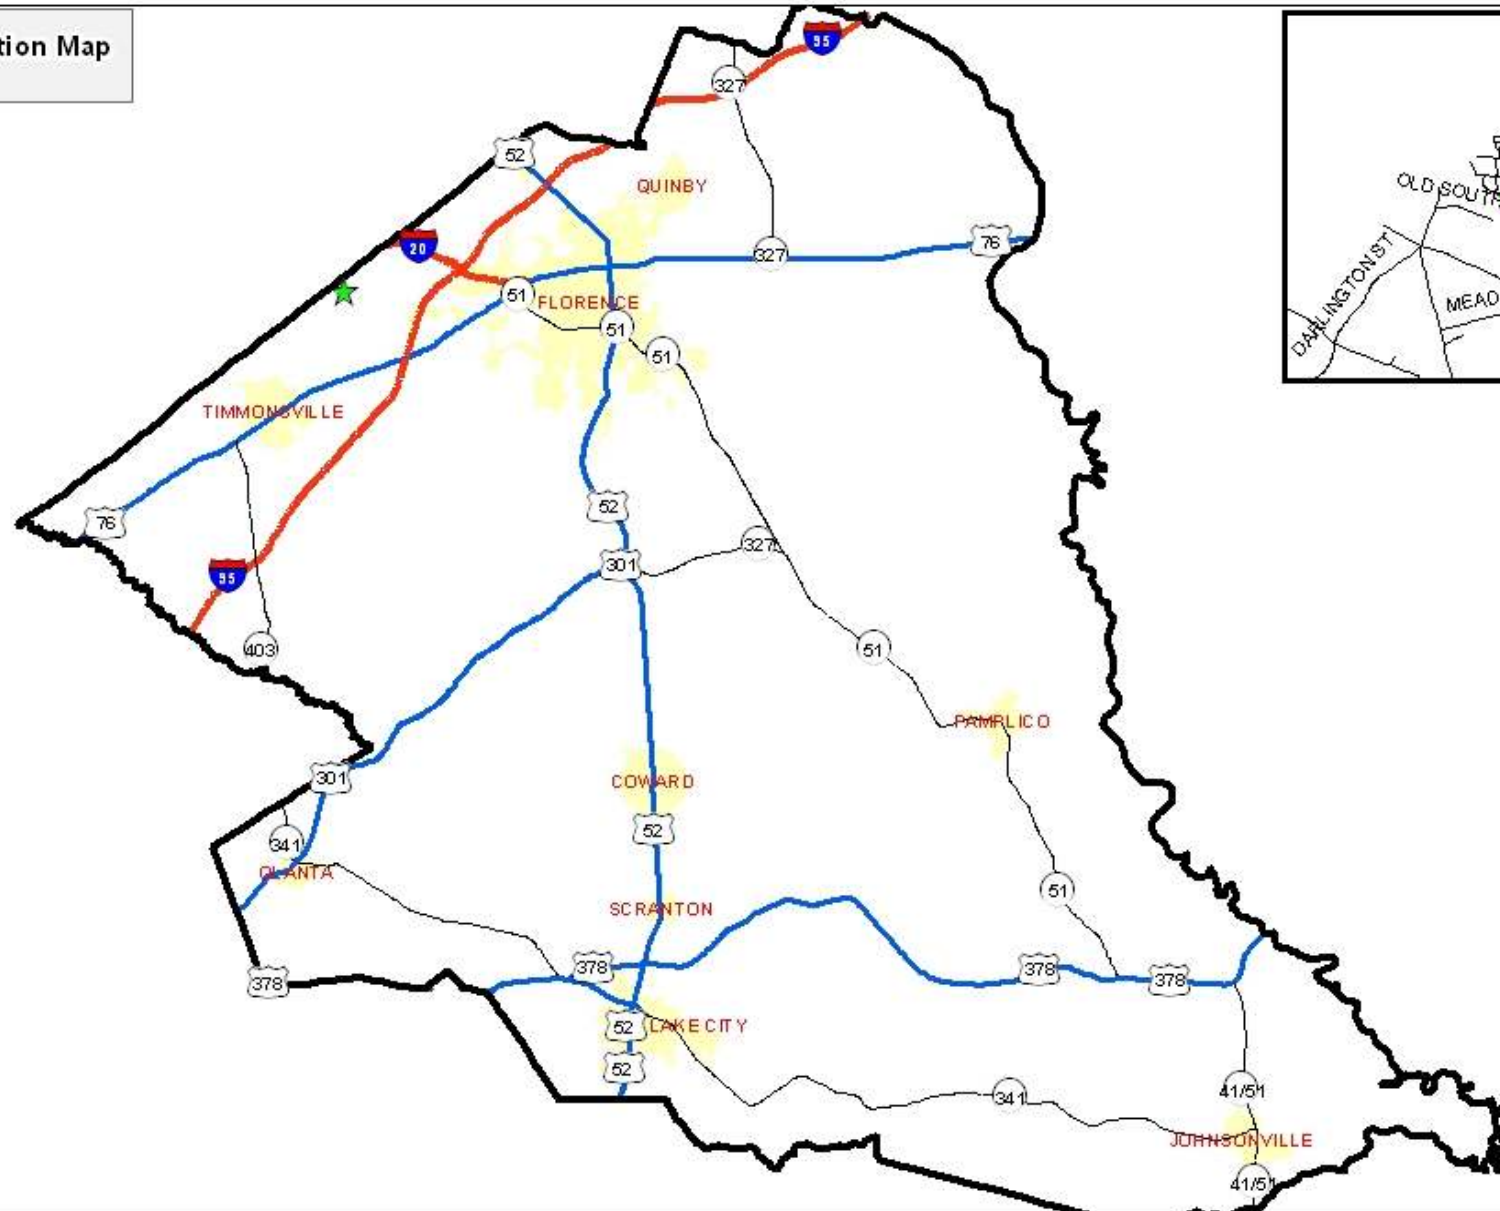 tion Map
95
327
52
QUINBY
OLD SOUTH
20
76
327
DARLINGTON ST
51
FLORENCE
MEAD
51
51
TIMMONSVILLE
52
76
327
301
95
403
51
PAMPLICO
301
COWARD
52
341
OLANTA
51
SCRANTON
378
378
378
378
52
LAKE CITY
52
41/51
341
JOHNSONVILLE
41/51